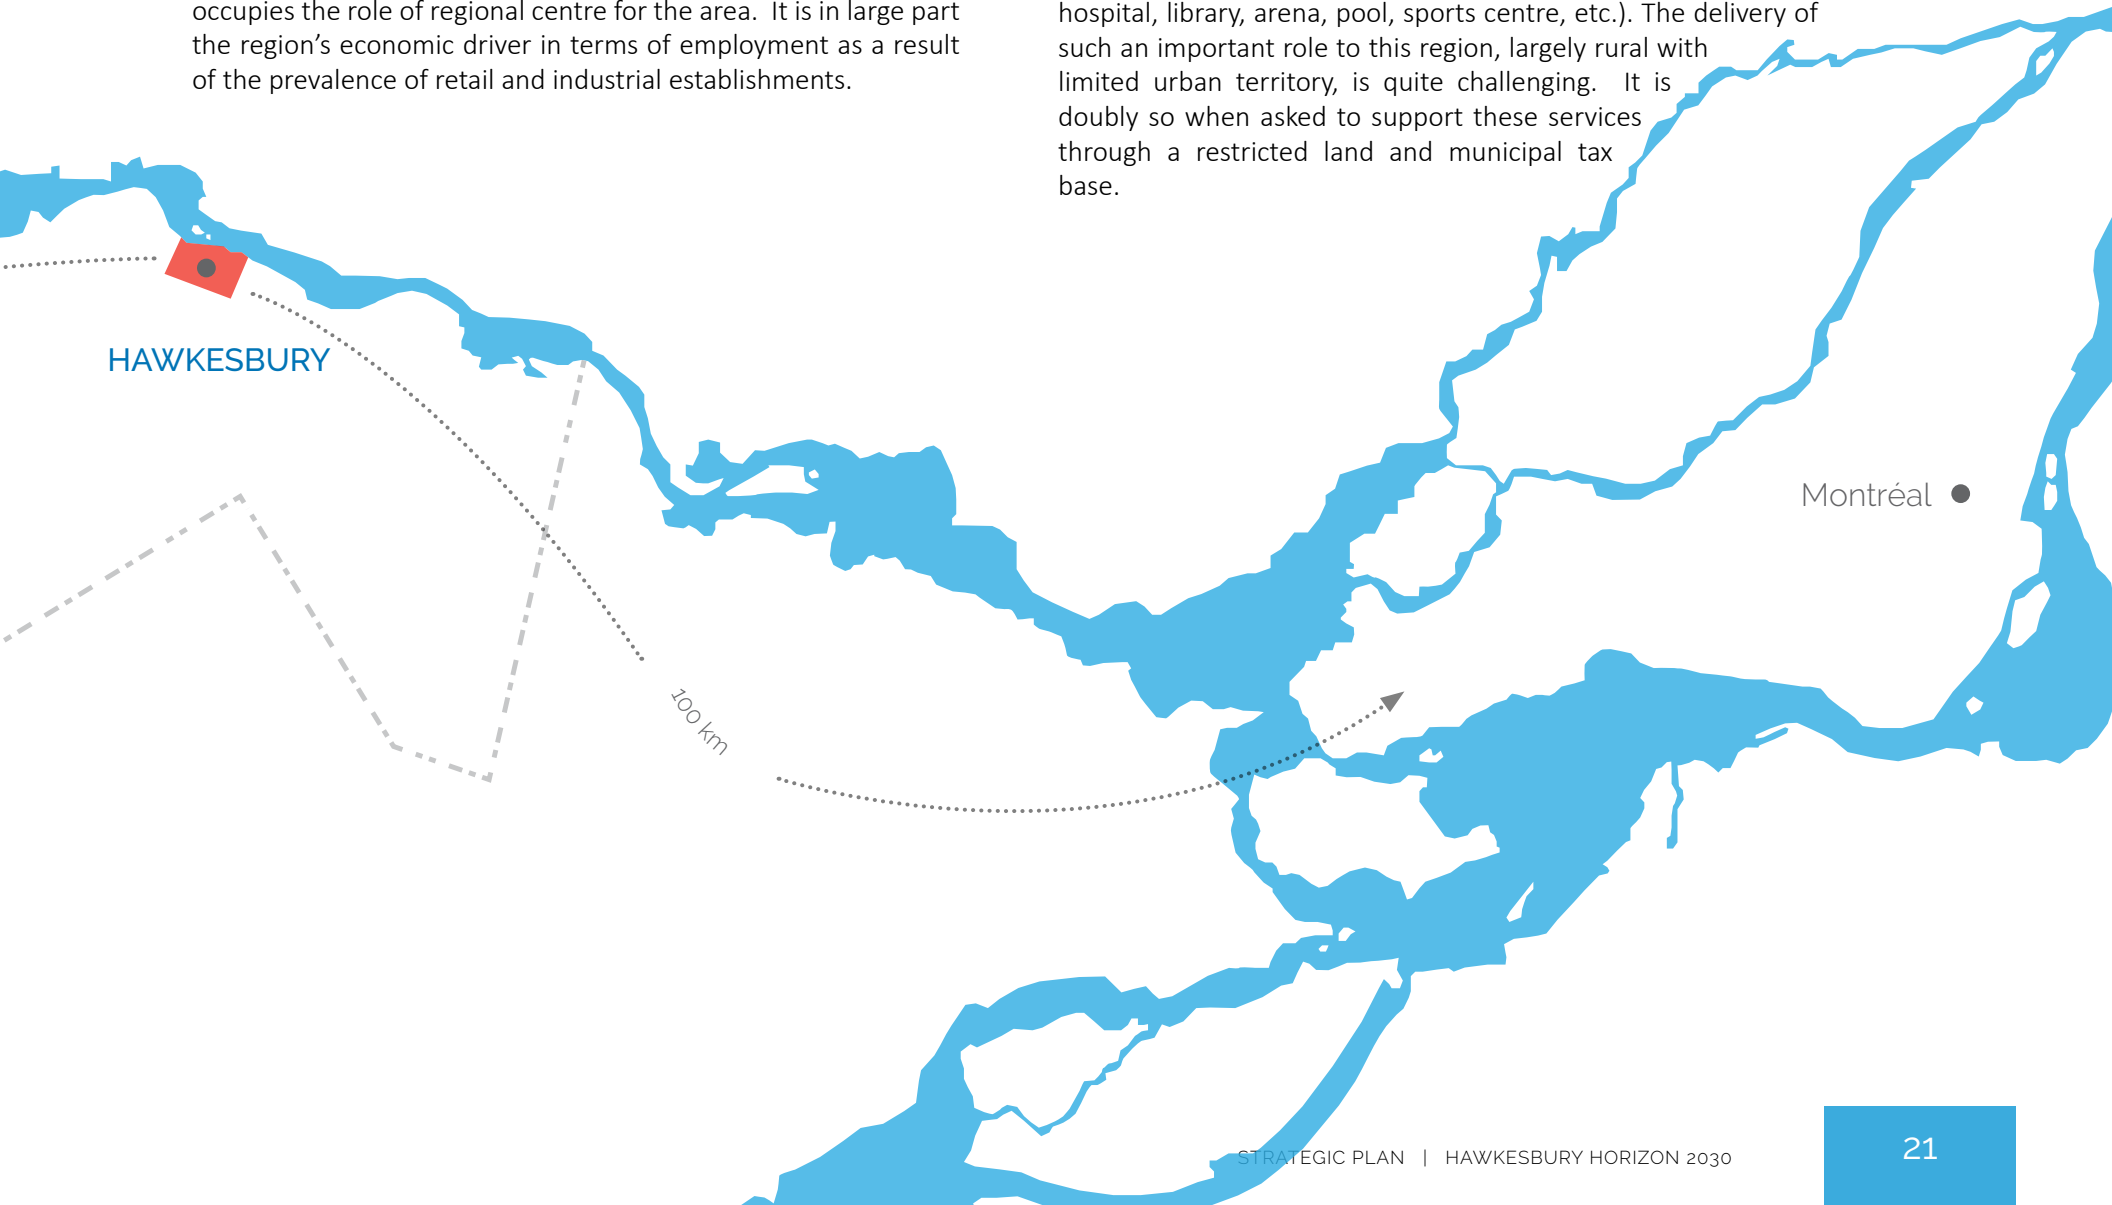 occupies the role of regional centre for the area.  It is in large part
the region’s economic driver in terms of employment as a result
of the prevalence of retail and industrial establishments.
hospital, library, arena, pool, sports centre, etc.). The delivery of
such an important role to this region, largely rural with
limited urban territory, is quite challenging.  It is
doubly so when asked to support these services
through a restricted land and municipal tax
base.
HAWKESBURY
Montréal
100 km
STRATEGIC PLAN | HAWKESBURY HORIZON 2030
21